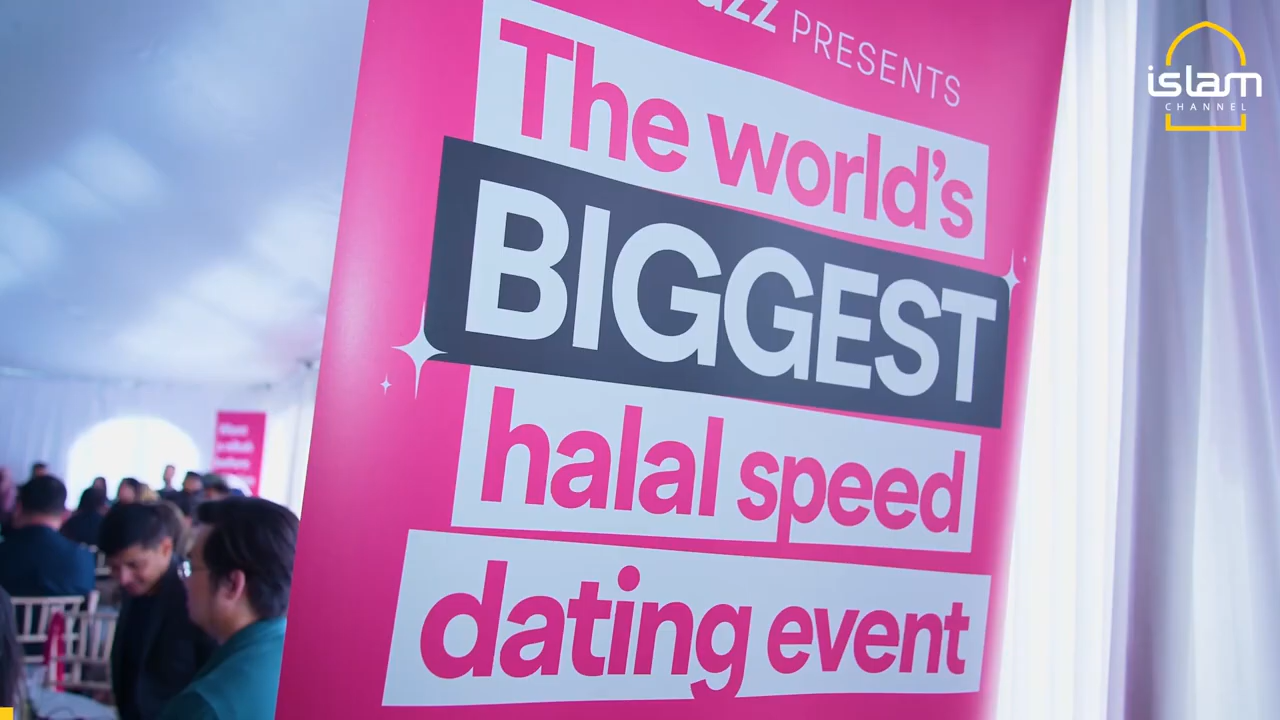 PRESENTS
The world's
BIGGEST
halal speed
dating event
islam
CHANNEL